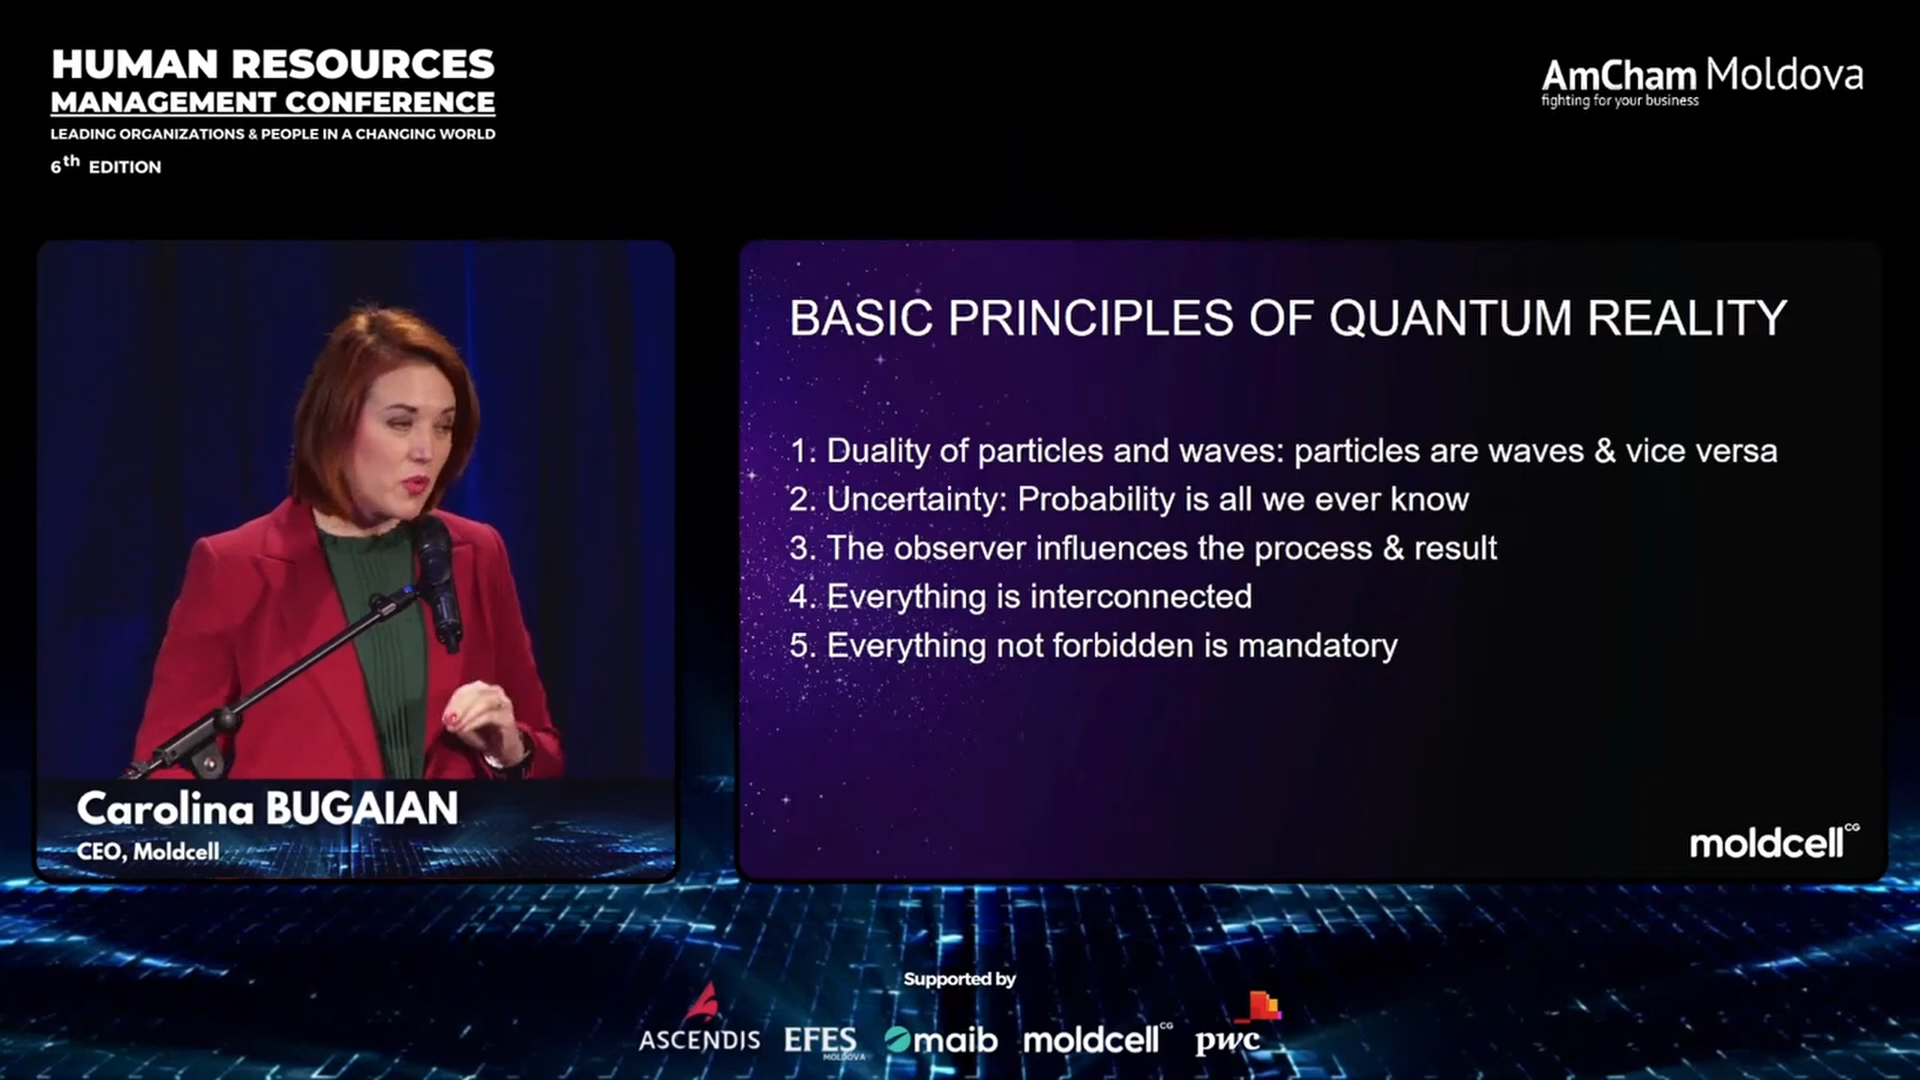 HUMAN RESOURCES
MANAGEMENT CONFERENCE
LEADING ORGANIZATIONS & PEOPLE IN A CHANGING WORLD
6th EDITION
AmCham Moldova
fighting for your business
BASIC PRINCIPLES OF QUANTUM REALITY
1. Duality of particles and waves: particles are waves & vice versa
2. Uncertainty: Probability is all we ever know
3. The observer influences the process & result
4. Everything is interconnected
5. Everything not forbidden is mandatory
moldcell CG
Carolina BUGAIAN
CEO, Moldcell
Supported by
ASCENDIS
EFES
MOLDOVA
maib
moldcell CG
pwc